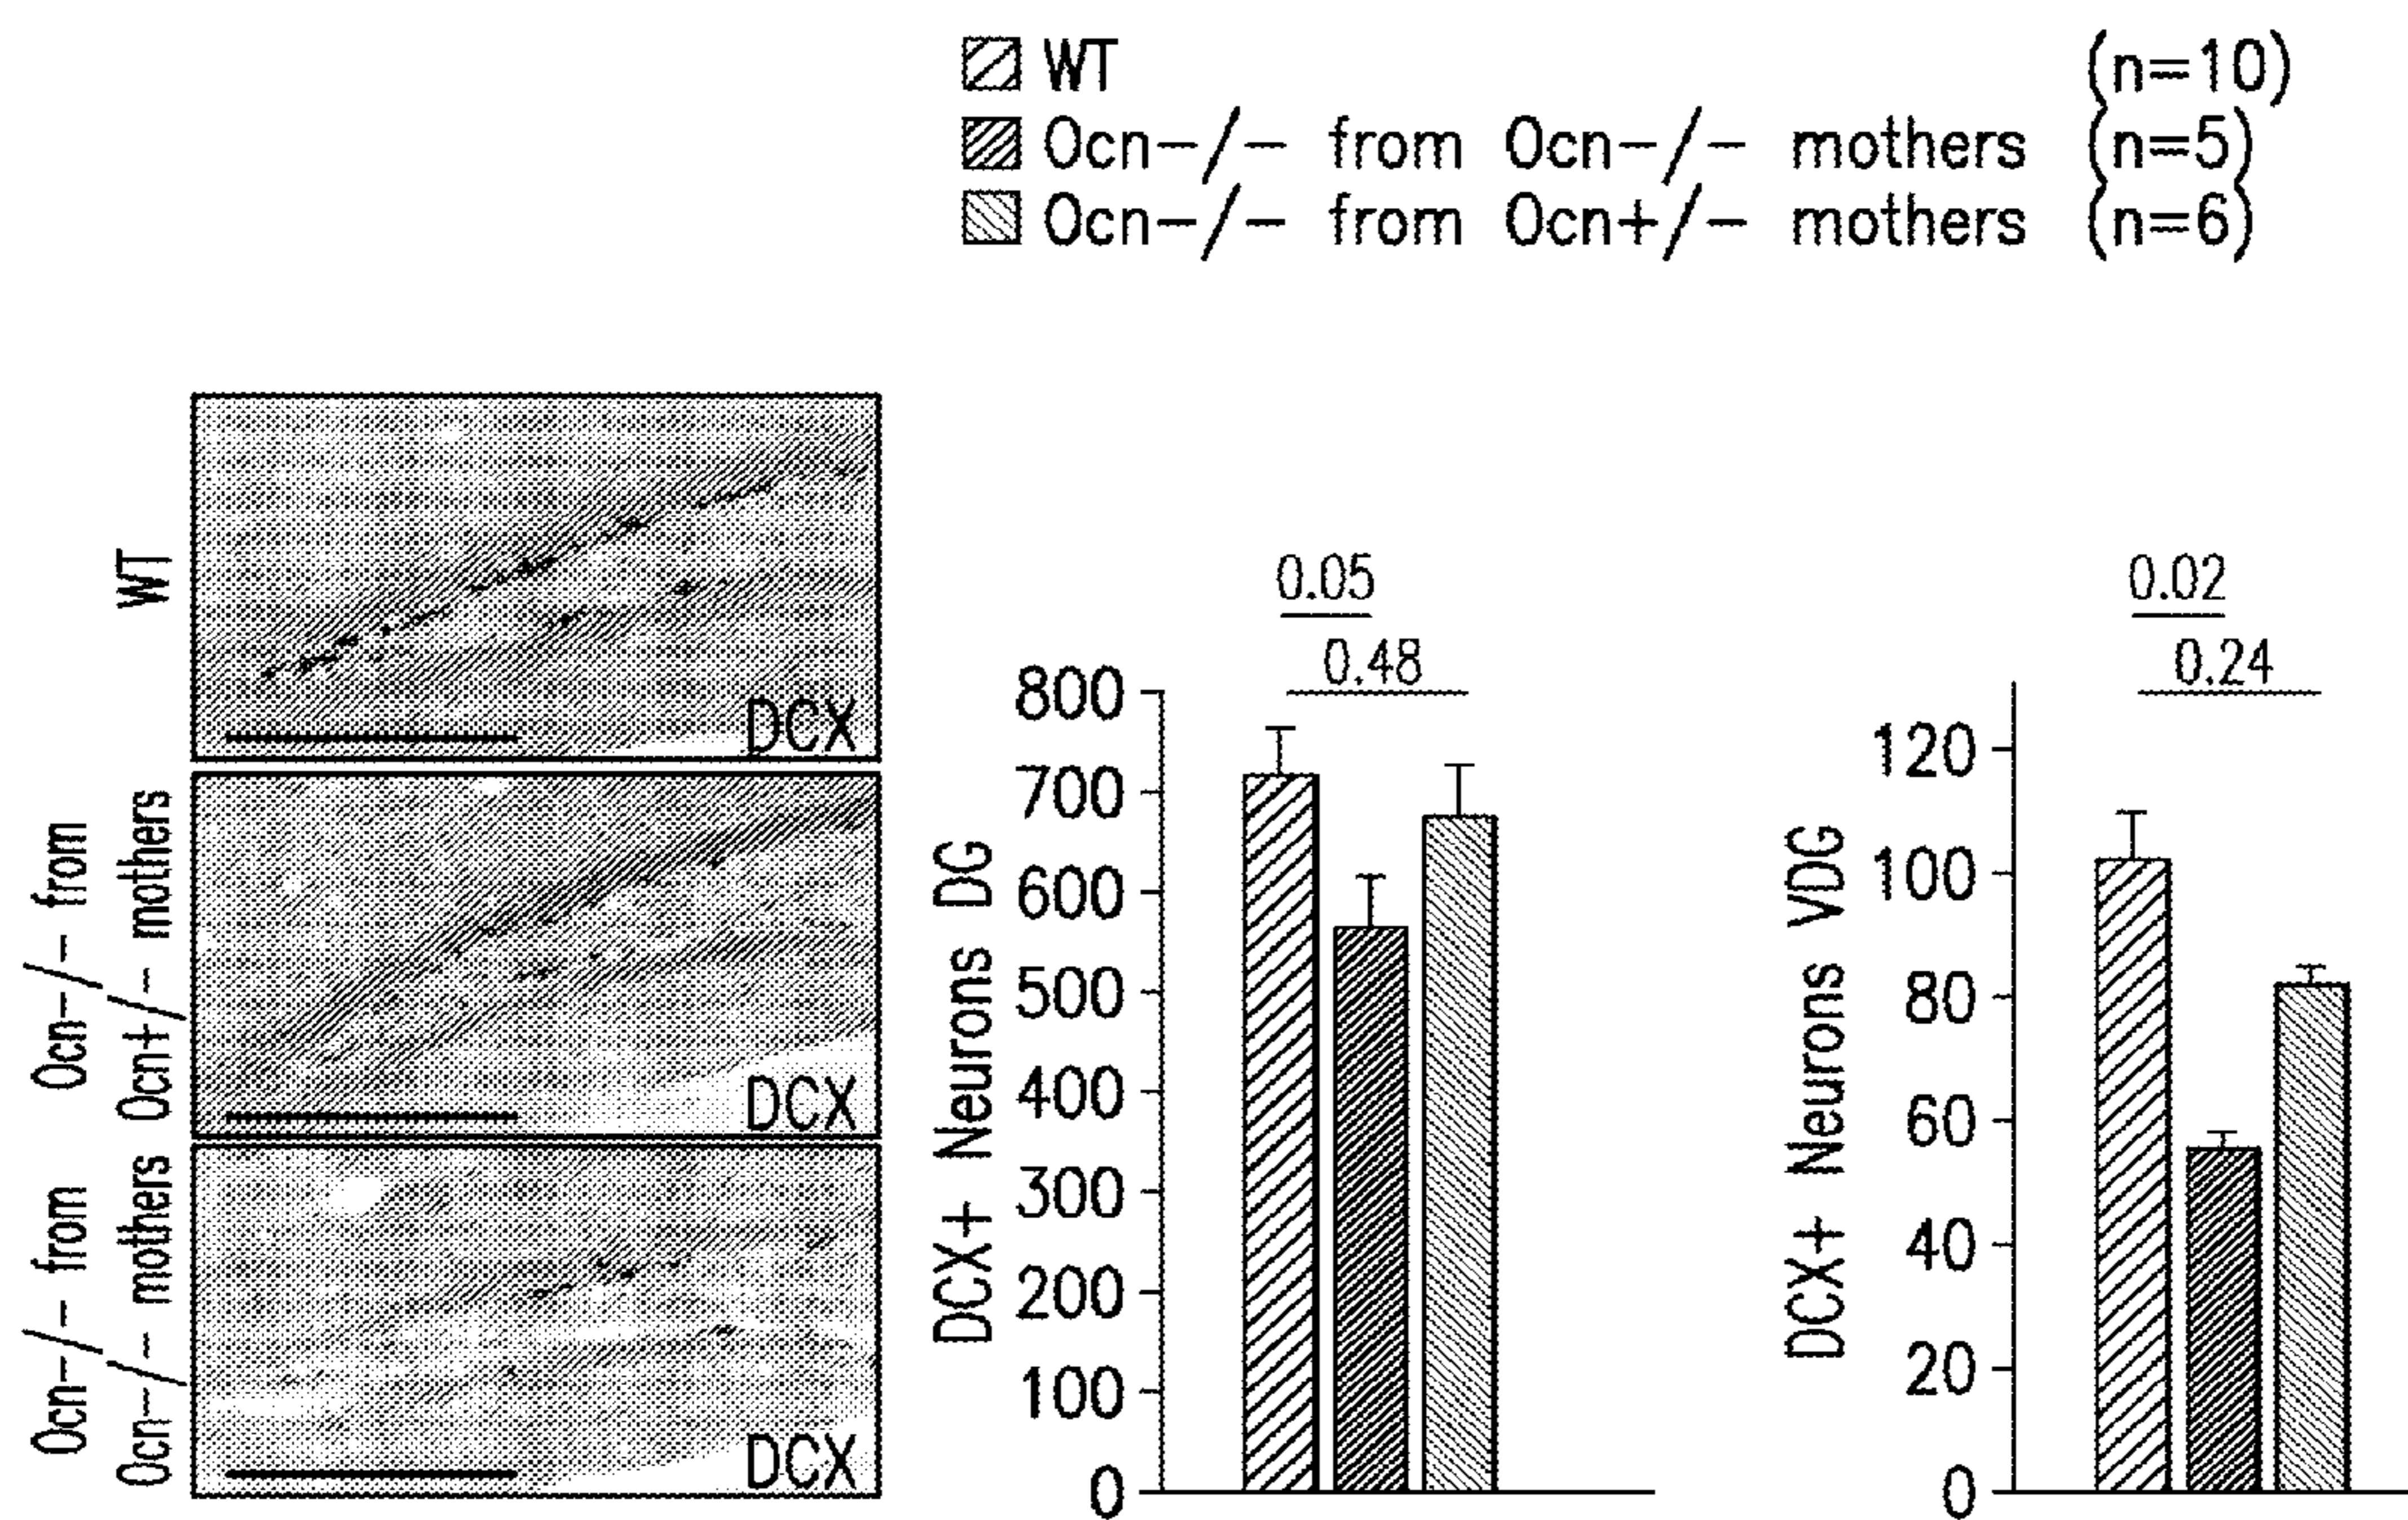 WT (n=10)
Ocn-/- from Ocn-/- mothers (n=5)
Ocn-/- from Ocn+/- mothers (n=6)
WT
DCX
Ocn-/- from
Ocn+/- mothers
DCX
Ocn-/- from
Ocn-/- mothers
DCX
0.05
0.48
DCX+ Neurons DG
800
700
600
500
400
300
200
100
0
0.02
0.24
DCX+ Neurons VDG
120
100
80
60
40
20
0